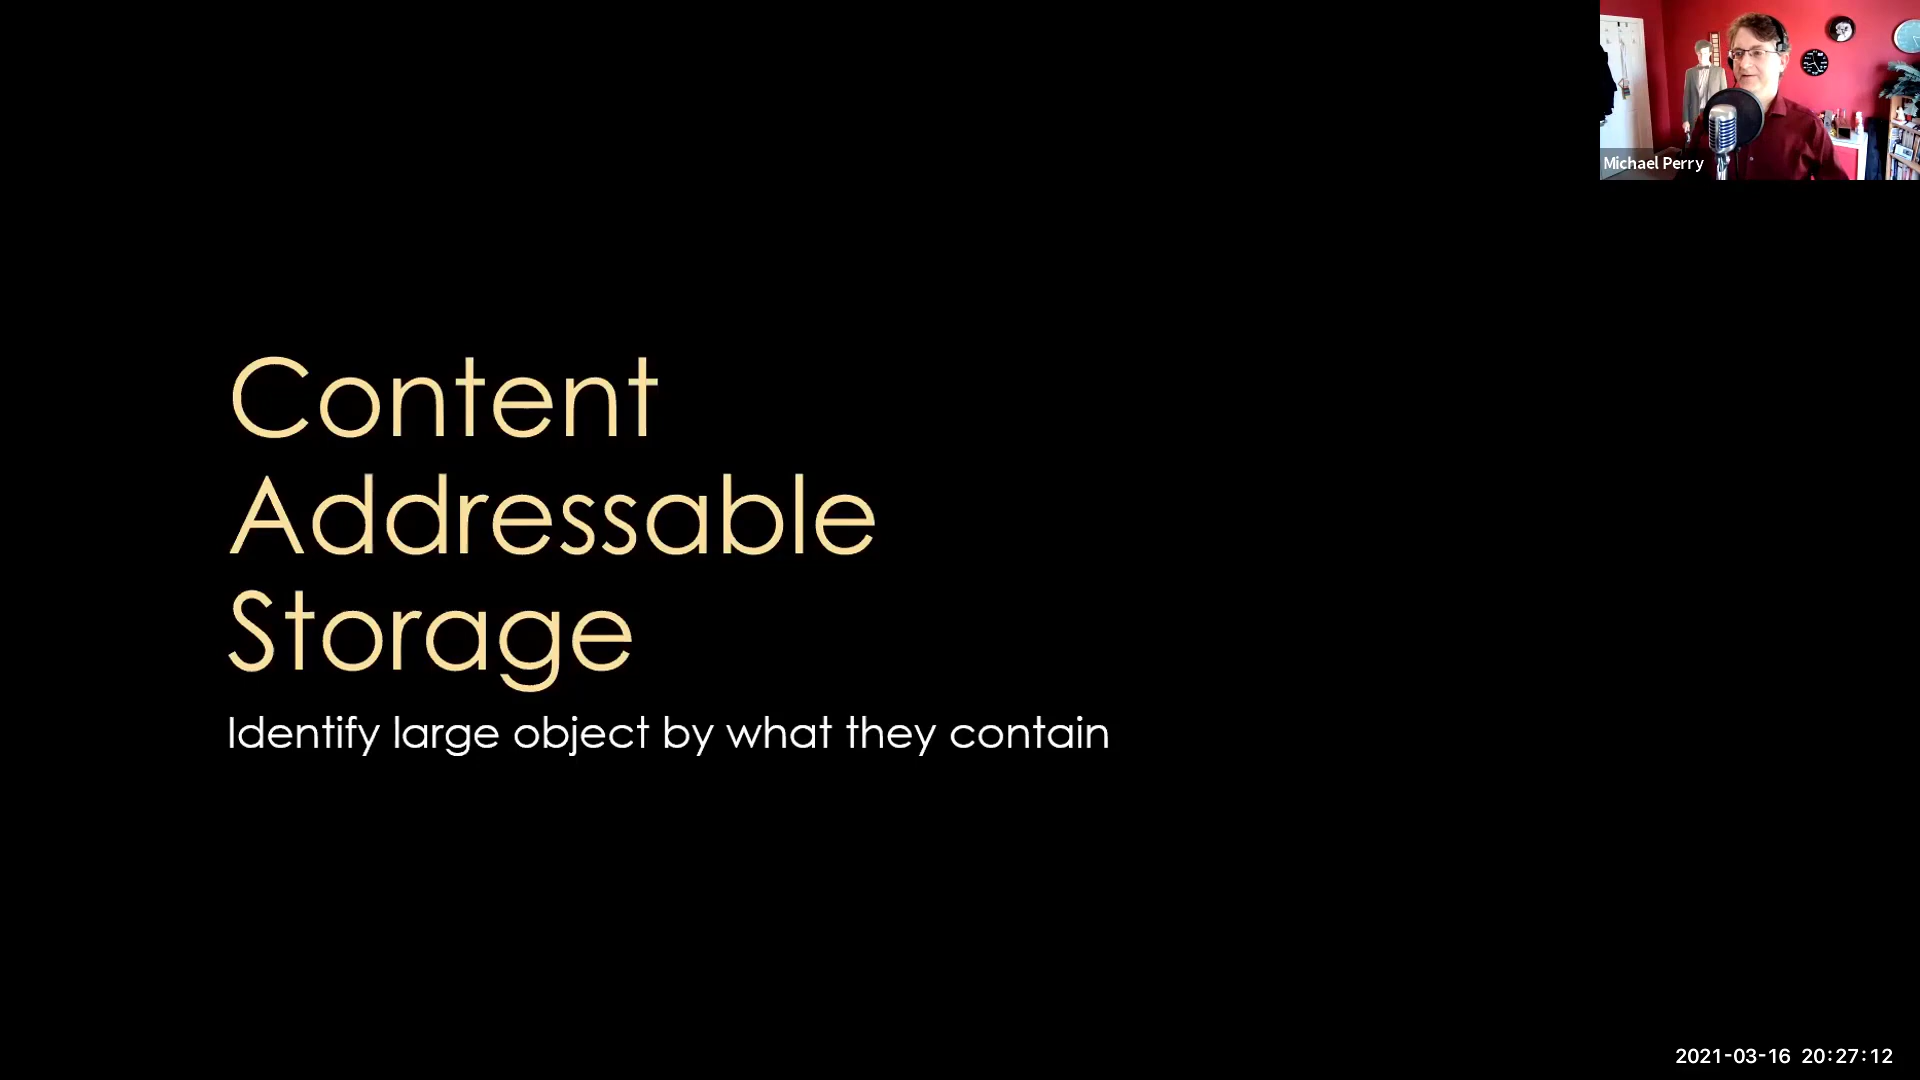 Michael Perry
Content
Addressable
Storage
Identify large object by what they contain
2021-03-16 20:27:12